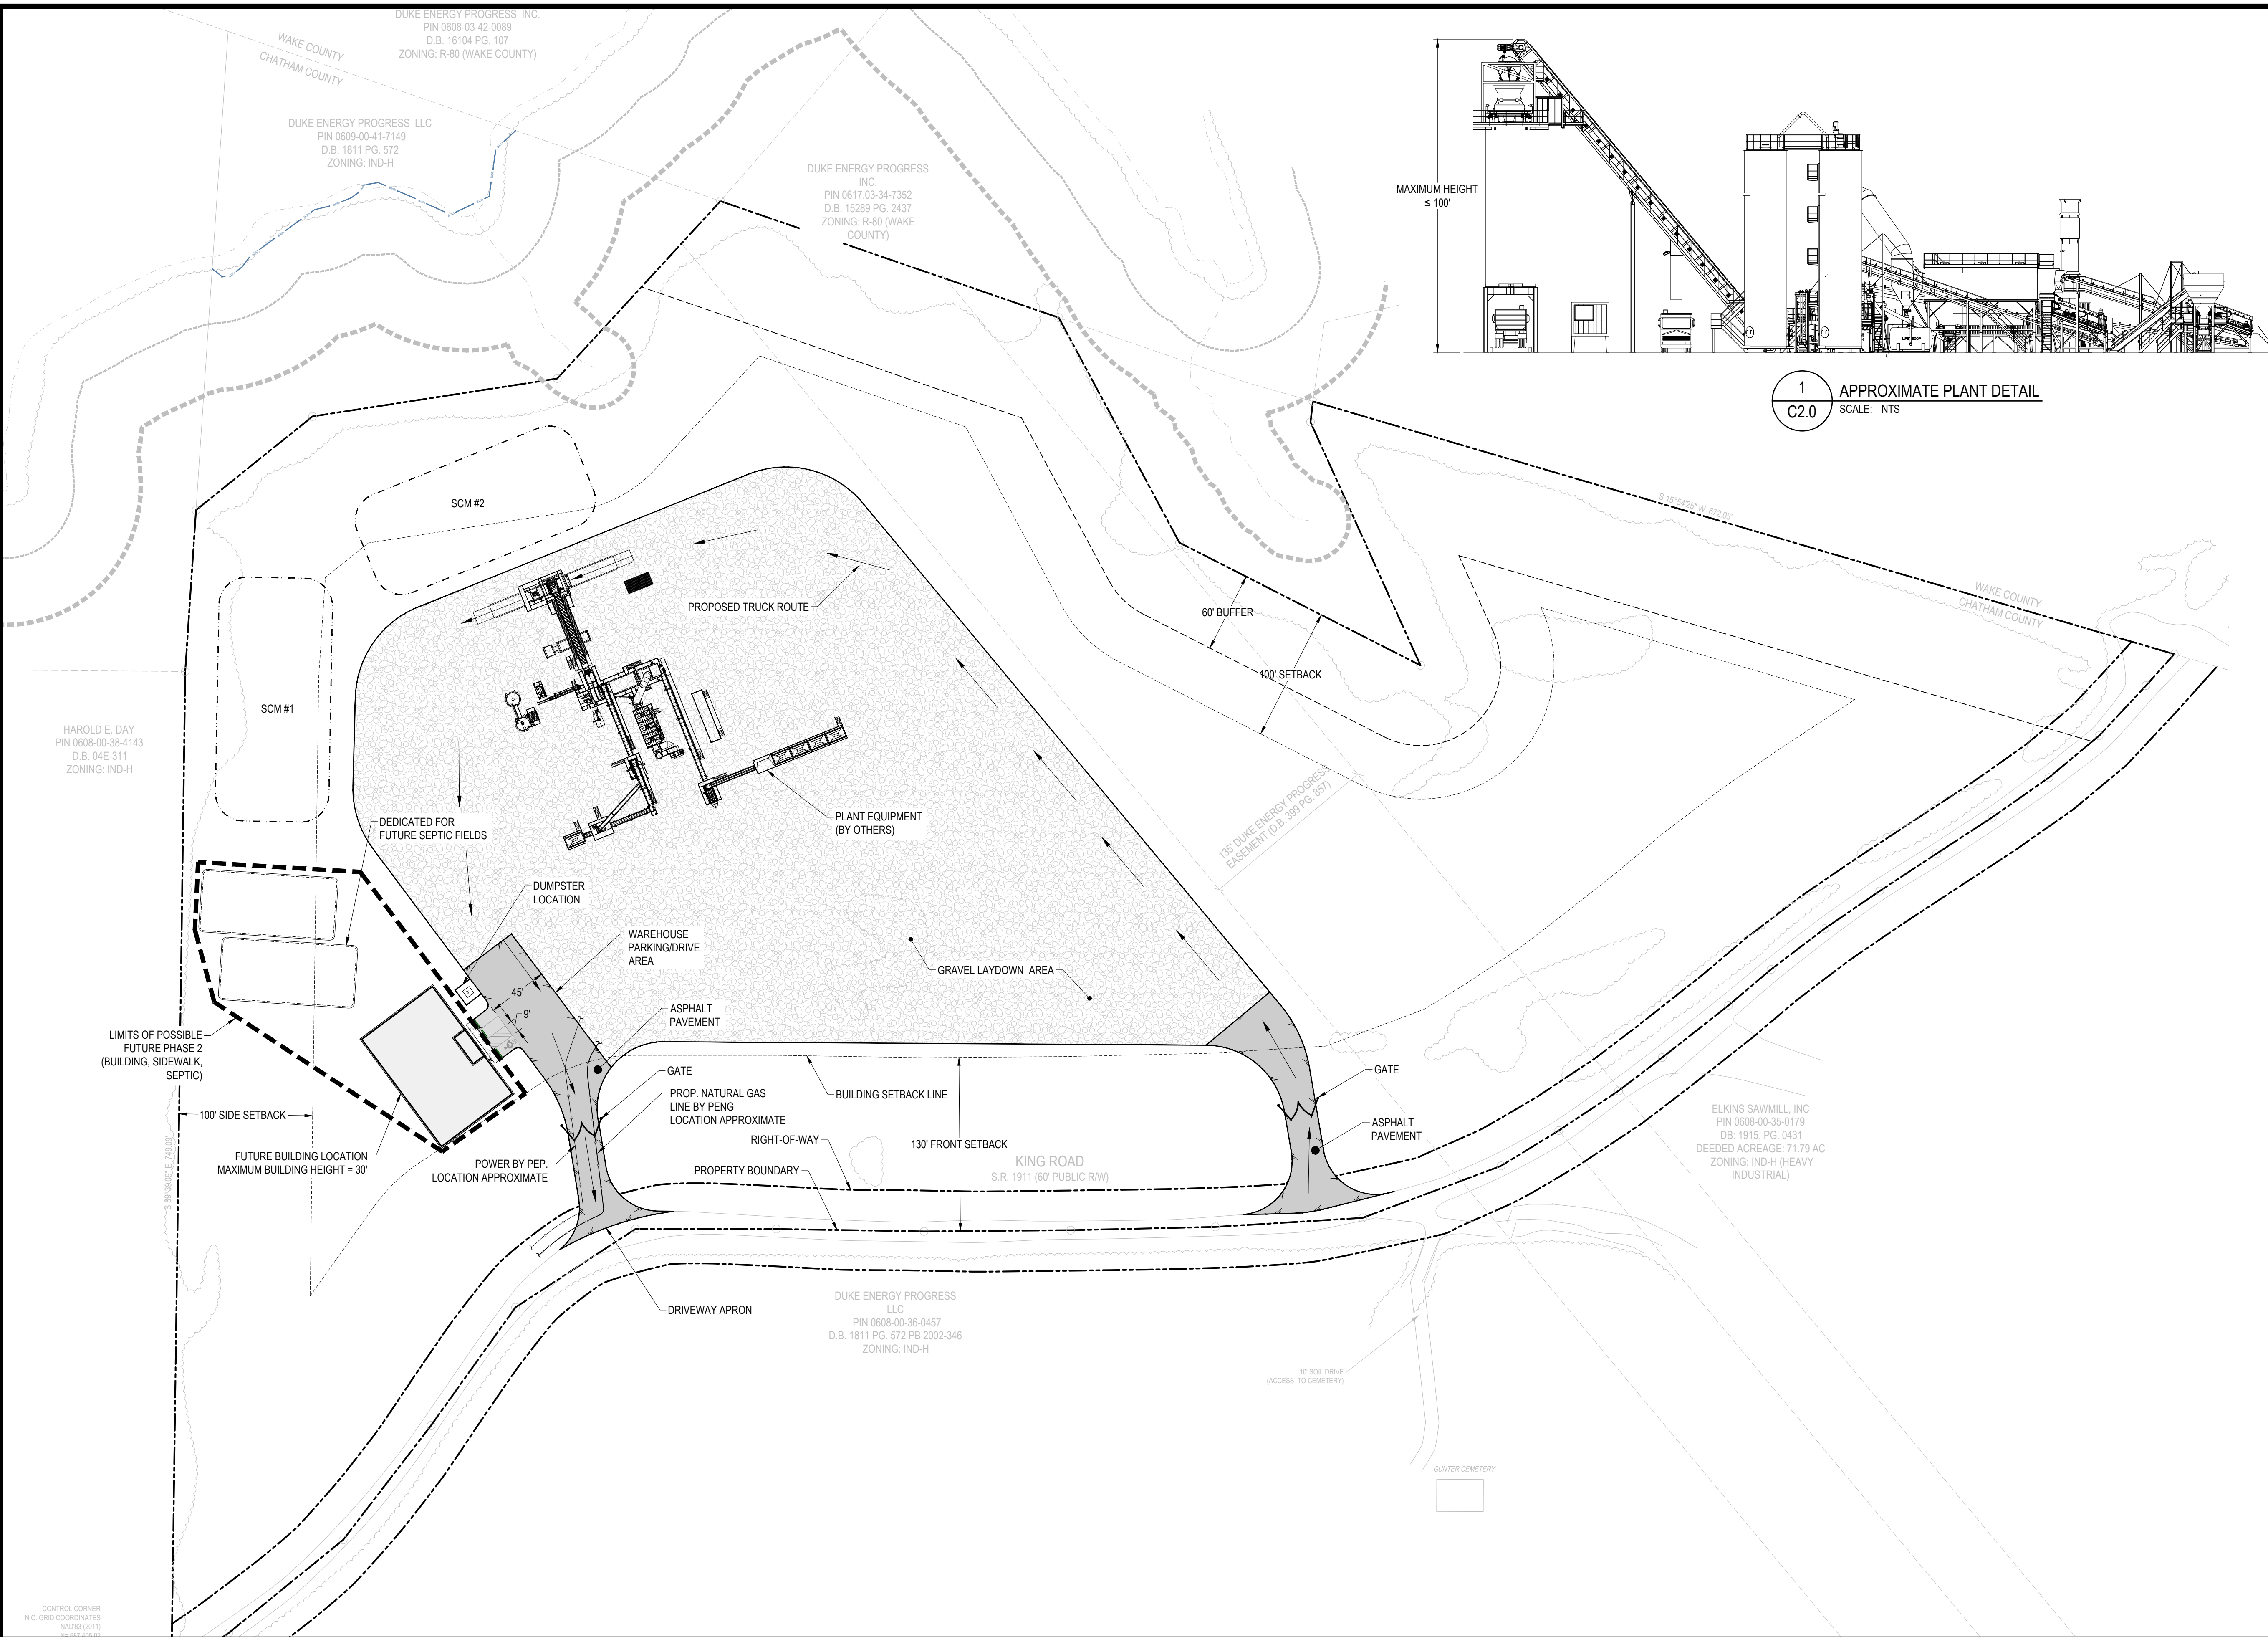 DUKE ENERGY PROGRESS INC.
PIN 0608-03-42-0089
D.B. 16104 PG. 107
ZONING: R-80 (WAKE COUNTY)
WAKE COUNTY
CHATHAM COUNTY
DUKE ENERGY PROGRESS LLC
PIN 0609-00-41-7149
D.B. 1811 PG. 572
ZONING: IND-H
DUKE ENERGY PROGRESS
INC.
PIN 0617.03-34-7352
D.B. 15289 PG. 2437
ZONING: R-80 (WAKE
COUNTY)
MAXIMUM HEIGHT
≤ 100'
1
C2.0
APPROXIMATE PLANT DETAIL
SCALE: NTS
S 15°54'28" W 672.05'
WAKE COUNTY
CHATHAM COUNTY
SCM #2
PROPOSED TRUCK ROUTE
60' BUFFER
100' SETBACK
SCM #1
HAROLD E. DAY
PIN 0608-00-38-4143
D.B. 04E-311
ZONING: IND-H
135' DUKE ENERGY PROGRESS
EASEMENT (D.B. 399 PG. 857)
PLANT EQUIPMENT
(BY OTHERS)
DEDICATED FOR
FUTURE SEPTIC FIELDS
DUMPSTER
LOCATION
WAREHOUSE
PARKING/DRIVE
AREA
GRAVEL LAYDOWN AREA
45'
9'
ASPHALT
PAVEMENT
LIMITS OF POSSIBLE
FUTURE PHASE 2
(BUILDING, SIDEWALK,
SEPTIC)
GATE
PROP. NATURAL GAS
LINE BY PENG
LOCATION APPROXIMATE
BUILDING SETBACK LINE
GATE
100' SIDE SETBACK
ASPHALT
PAVEMENT
ELKINS SAWMILL, INC
PIN 0608-00-35-0179
DB: 1915, PG. 0431
DEEDED ACREAGE: 71.79 AC
ZONING: IND-H (HEAVY
INDUSTRIAL)
RIGHT-OF-WAY
130' FRONT SETBACK
FUTURE BUILDING LOCATION
MAXIMUM BUILDING HEIGHT = 30'
POWER BY PEP.
LOCATION APPROXIMATE
PROPERTY BOUNDARY
KING ROAD
S.R. 1911 (60' PUBLIC R/W)
DRIVEWAY APRON
DUKE ENERGY PROGRESS
LLC
PIN 0608-00-36-0457
D.B. 1811 PG. 572 PB 2002-346
ZONING: IND-H
10' SOIL DRIVE
(ACCESS TO CEMETERY)
GUNTER CEMETERY
CONTROL CORNER
N.C. GRID COORDINATES
NAD'83 (2011)